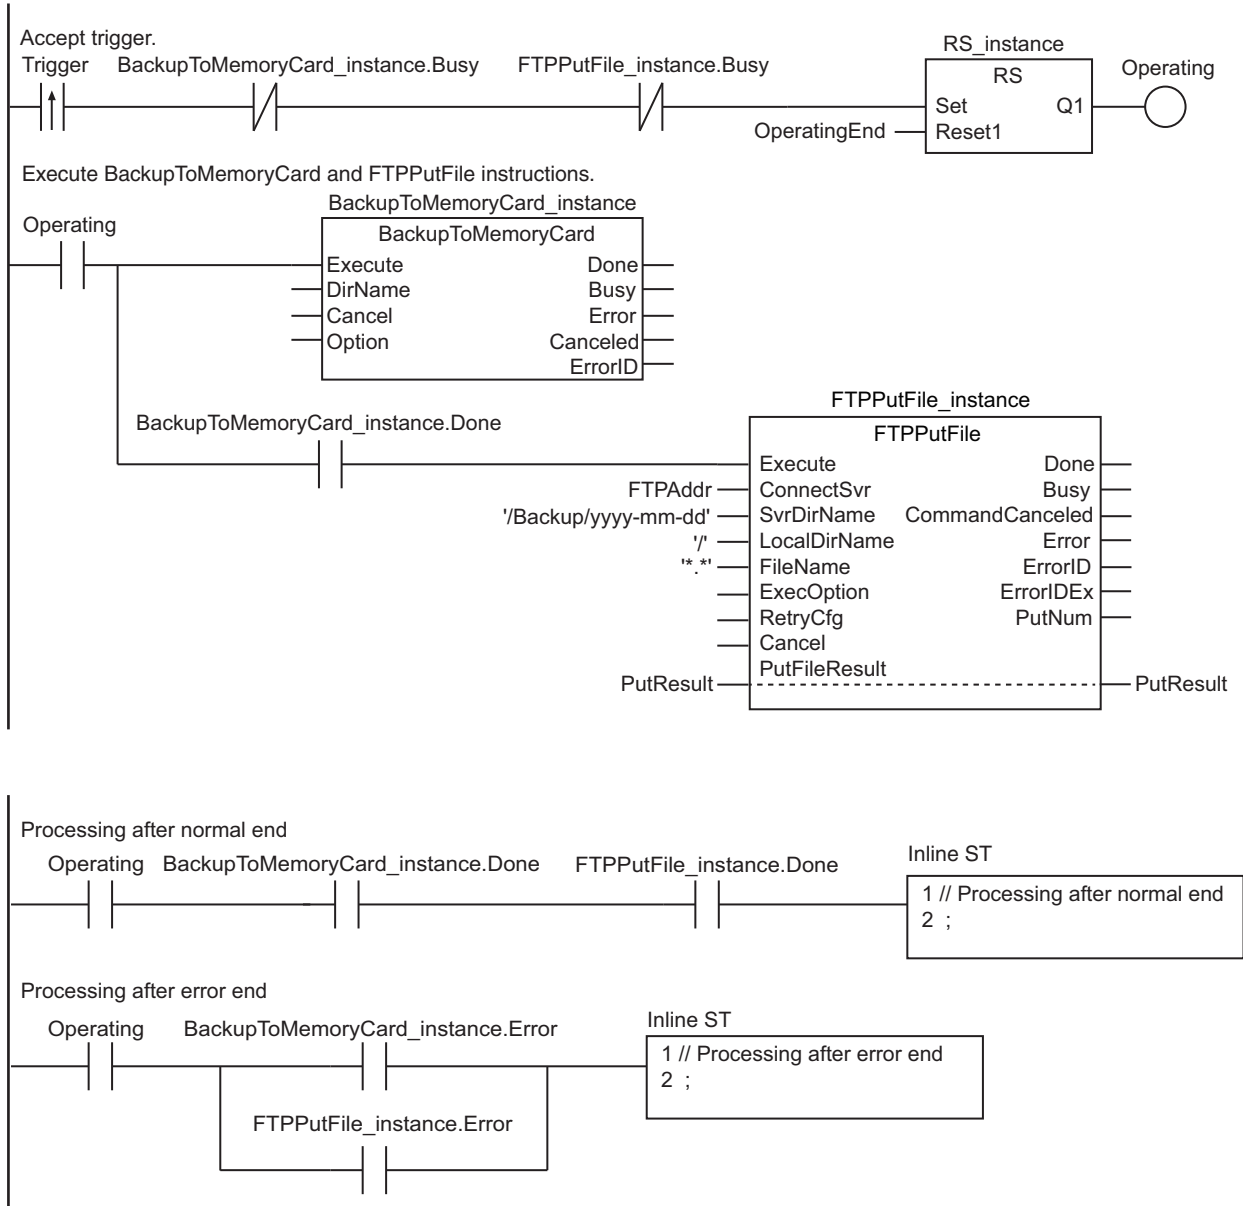 Accept trigger.
Trigger BackupToMemoryCard_instance.Busy FTPPutFile_instance.Busy RS_instance Operating
RS
Set Q1
OperatingEnd Reset1
Execute BackupToMemoryCard and FTPPutFile instructions.
Operating BackupToMemoryCard_instance
BackupToMemoryCard
Execute Done
DirName Busy
Cancel Error
Option Canceled
ErrorID
BackupToMemoryCard_instance.Done FTPPutFile_instance
FTPPutFile
Execute Done
FTPAddr ConnectSvr Busy
'/Backup/yyyy-mm-dd' SvrDirName CommandCanceled
'/' LocalDirName Error
'*.*' FileName ErrorID
ExecOption ErrorIDEx
RetryCfg PutNum
Cancel
PutFileResult
PutResult PutResult
Processing after normal end
Operating BackupToMemoryCard_instance.Done FTPPutFile_instance.Done Inline ST
1 // Processing after normal end
2 ;
Processing after error end
Operating BackupToMemoryCard_instance.Error Inline ST
1 // Processing after error end
2 ;
FTPPutFile_instance.Error